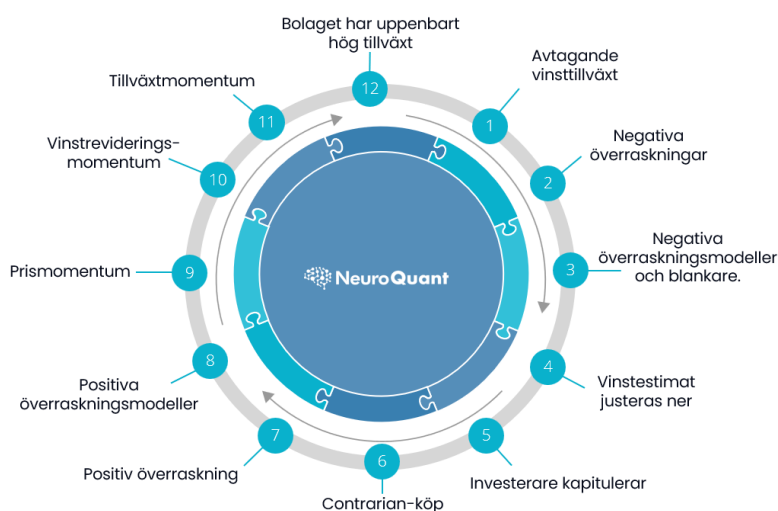 Bolaget har uppenbart
hög tillväxt
12
Avtagande
vinsttillväxt
1
Negativa
överraskningar
2
Negativa
överraskningsmodeller
och blankare.
3
Vinstestimat
justeras ner
4
Investerare kapitulerar
5
Contrarian-köp
6
Positiv överraskning
7
Positiva
överraskningsmodeller
8
Prismomentum
9
Vinstreviderings-
momentum
10
Tillväxtmomentum
11
NeuroQuant